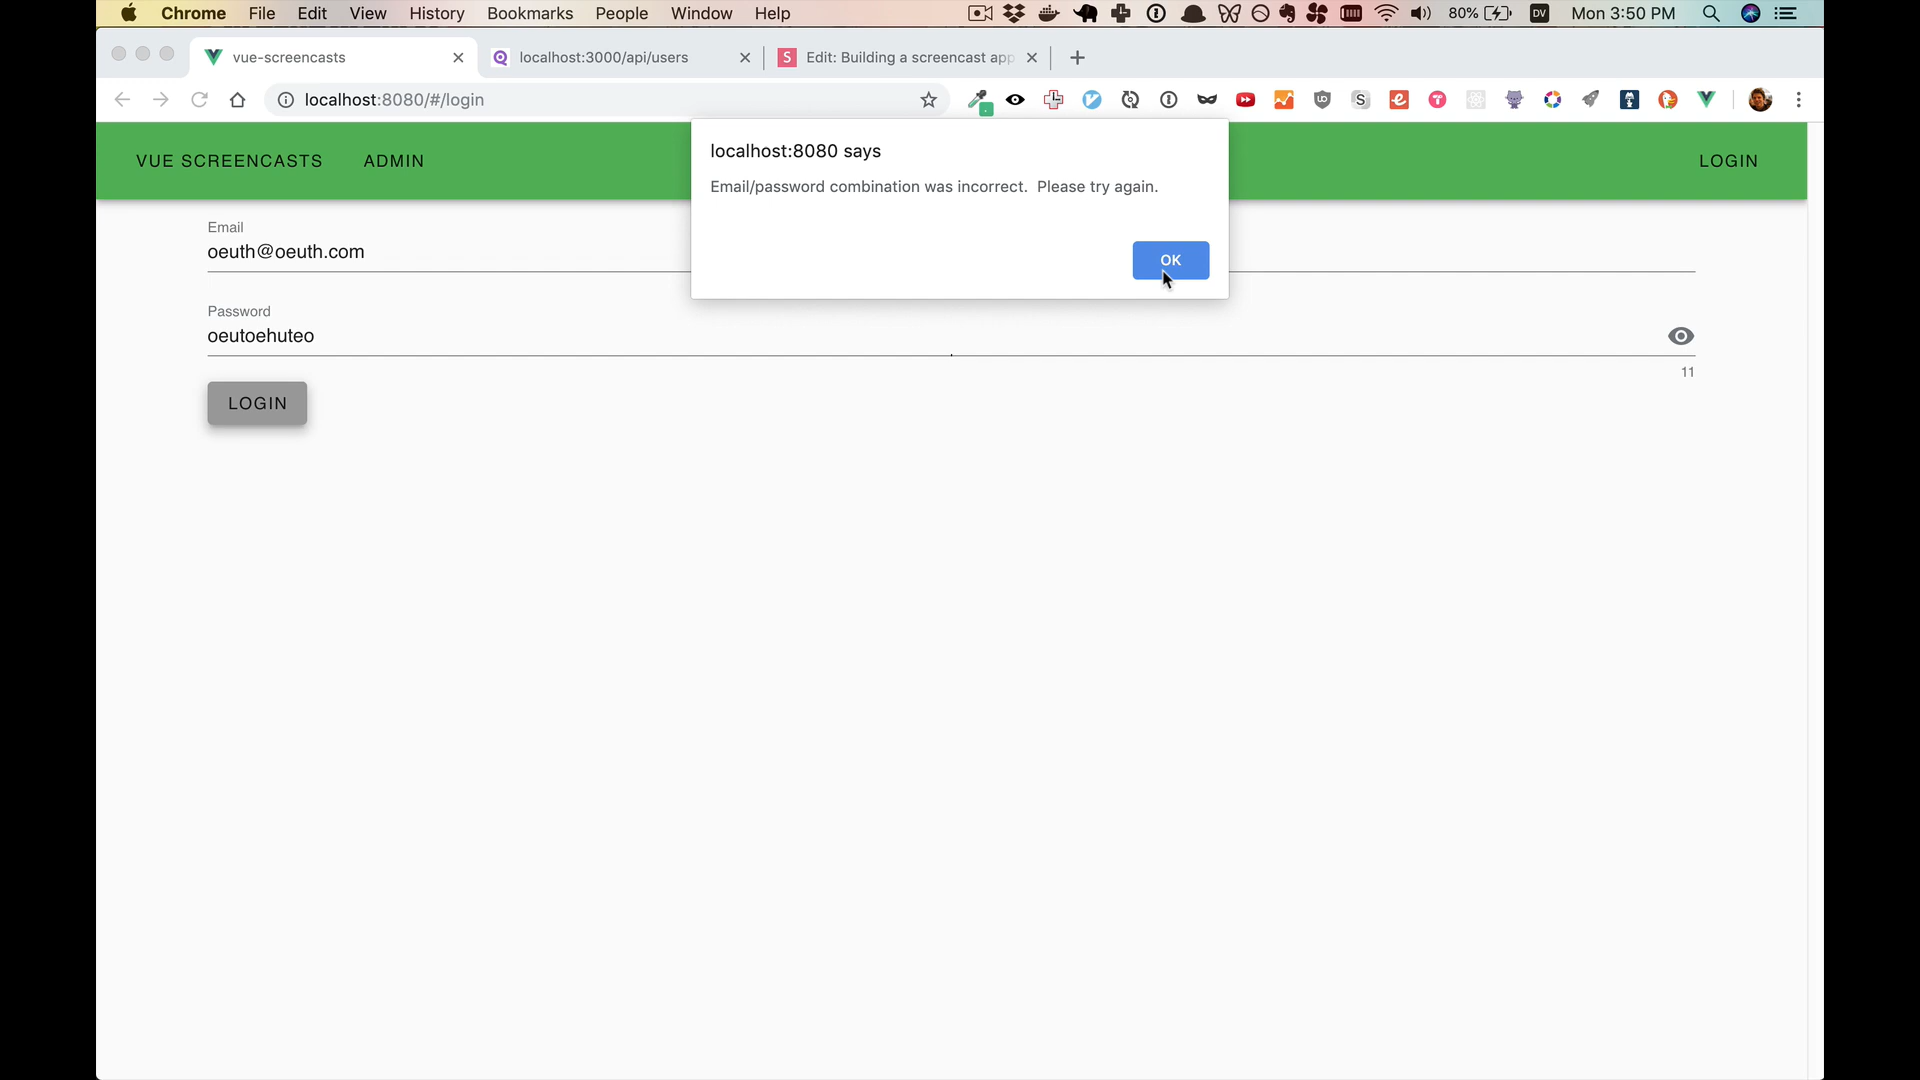 Chrome File Edit View History Bookmarks People Window Help 80% DV Mon 3:50 PM
vue-screencasts localhost:3000/api/users S Edit: Building a screencast app
localhost:8080/#/login
VUE SCREENCASTS ADMIN LOGIN
localhost:8080 says
Email/password combination was incorrect. Please try again.
OK
Email
oeuth@oeuth.com
Password
oeutoehuteo
11
LOGIN